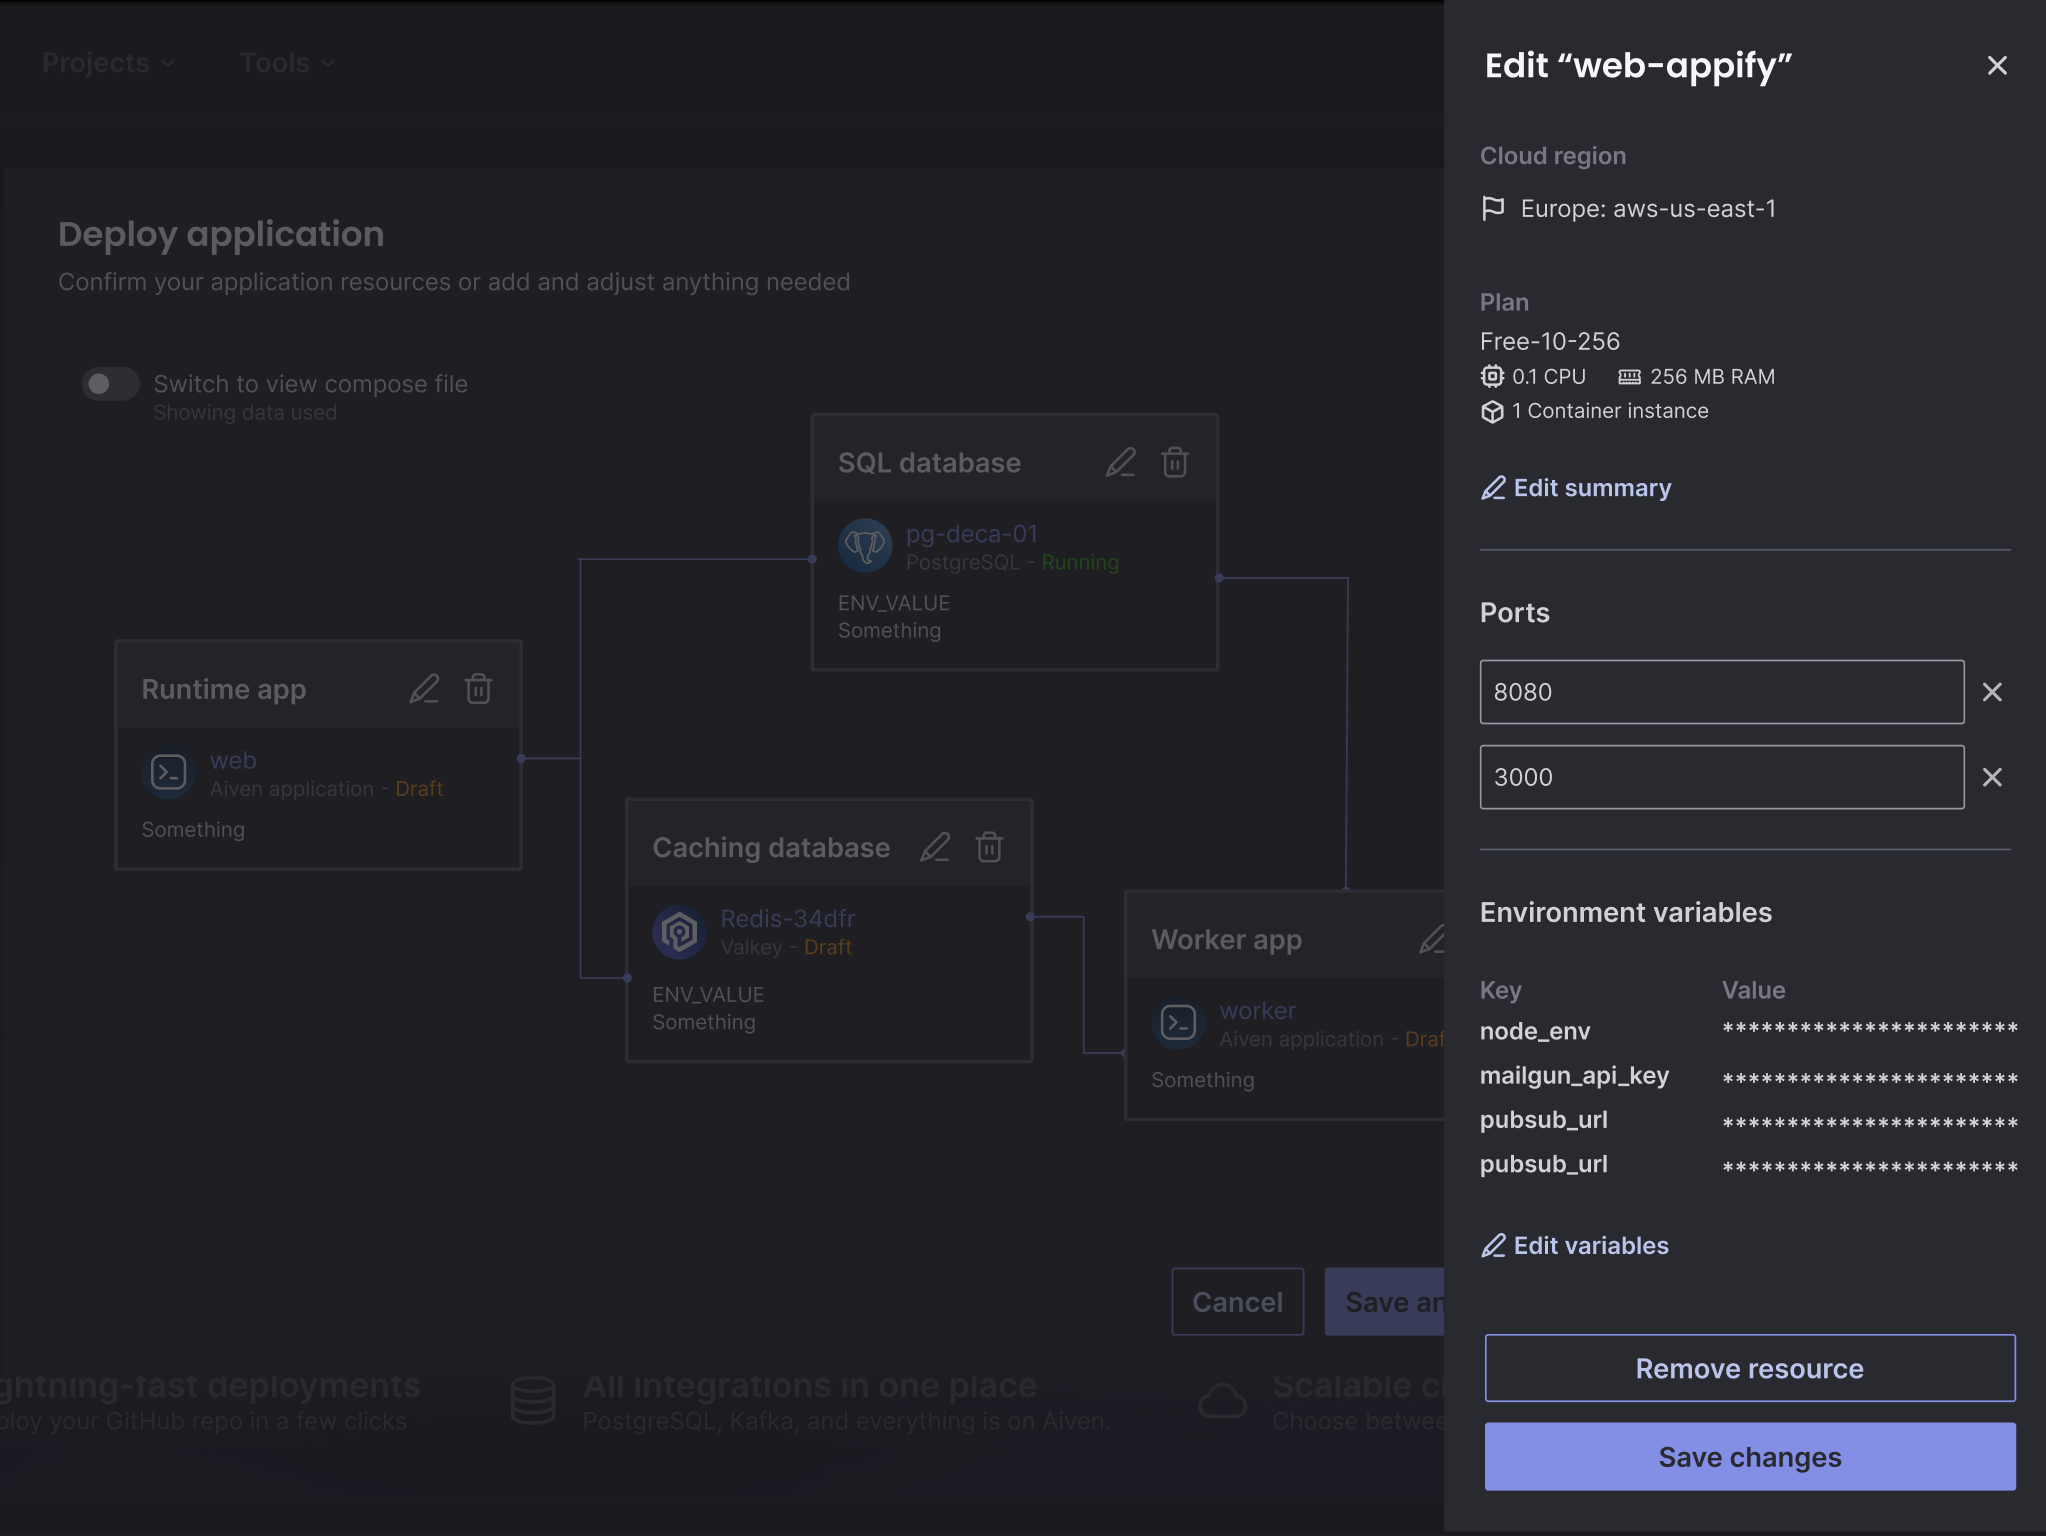 Projects
Tools
Deploy application
Confirm your application resources or add and adjust anything needed
Switch to view compose file
Showing data used
SQL database
pg-deca-01
PostgreSQL - Running
ENV_VALUE
Something
Runtime app
web
Aiven application - Draft
Something
Caching database
Redis-34dfr
Valkey - Draft
ENV_VALUE
Something
Worker app
worker
Aiven application - Draf
Something
Cancel
Save an
ghtning-fast deployments
ploy your GitHub repo in a few clicks
All integrations in one place
PostgreSQL, Kafka, and everything is on Aiven.
Scalable c
Choose betwee
Edit “web-appify”
Cloud region
Europe: aws-us-east-1
Plan
Free-10-256
0.1 CPU 256 MB RAM
1 Container instance
Edit summary
Ports
8080
3000
Environment variables
Key Value
node_env ***********************
mailgun_api_key ***********************
pubsub_url ***********************
pubsub_url ***********************
Edit variables
Remove resource
Save changes